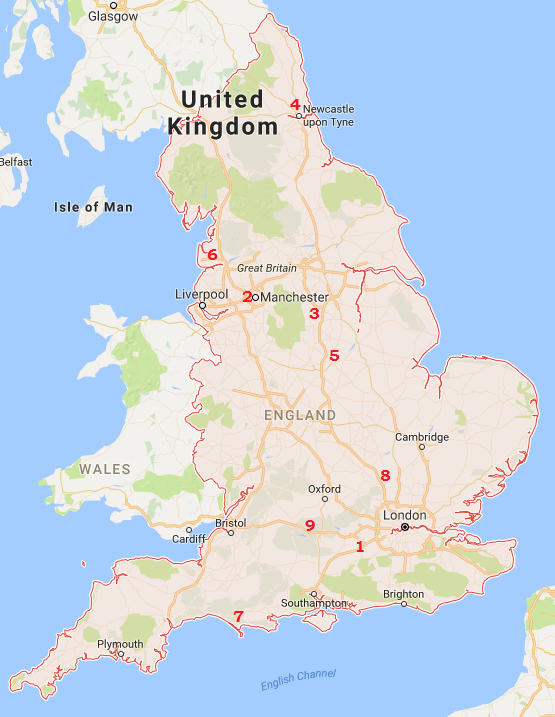 Glasgow
United
Kingdom
4
Newcastle
upon Tyne
Belfast
Isle of Man
6
Great Britain
Liverpool
2
Manchester
3
5
ENGLAND
Cambridge
WALES
8
Oxford
London
Bristol
9
Cardiff
1
Southampton
Brighton
7
Plymouth
English Channel